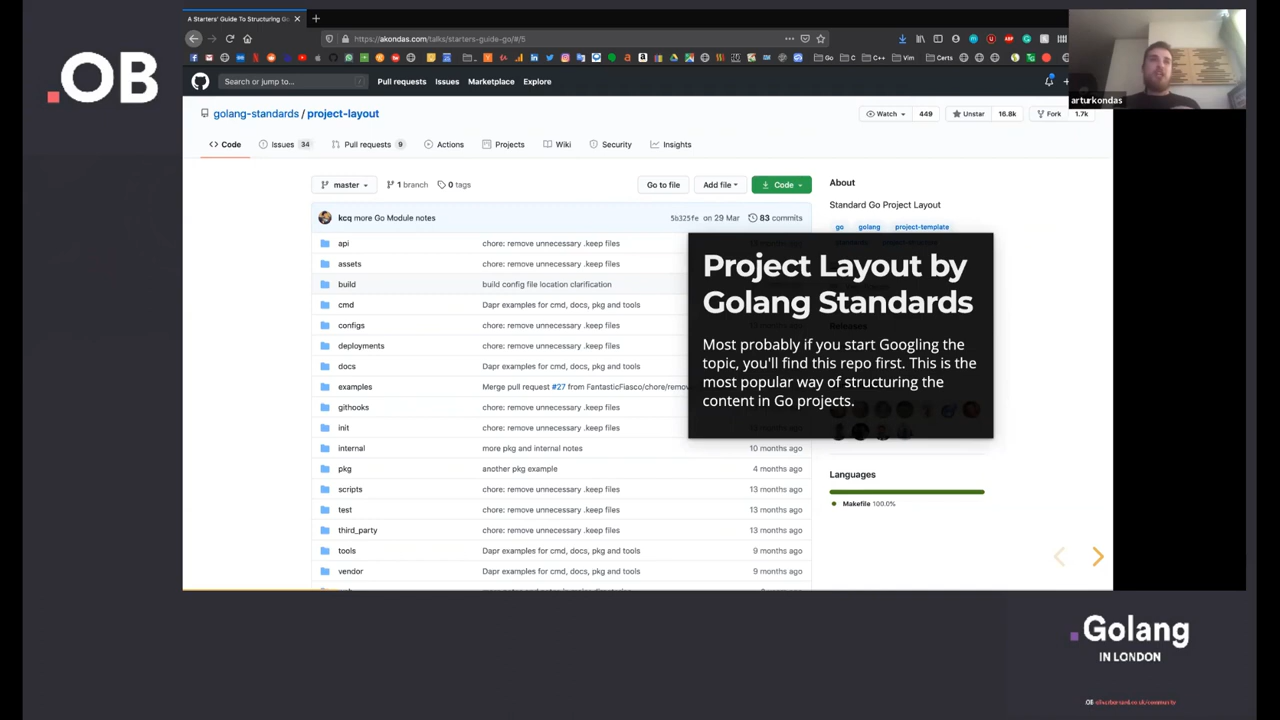 A Starters' Guide To Structuring Go
https://akondas.com/talks/starters-guide-go/#/5
Go
C
C++
Vim
Certs
arturkondas
.OB
Search or jump to...
/
Pull requests
Issues
Marketplace
Explore
golang-standards / project-layout
Watch
449
Unstar
16.8k
Fork
1.7k
Code
Issues 34
Pull requests 9
Actions
Projects
Wiki
Security
Insights
master
1 branch
0 tags
Go to file
Add file
Code
About
Standard Go Project Layout
go
golang
project-template
kcq more Go Module notes
5b325fe on 29 Mar
83 commits
api
chore: remove unnecessary .keep files
assets
chore: remove unnecessary .keep files
build
build config file location clarification
cmd
Dapr examples for cmd, docs, pkg and tools
configs
chore: remove unnecessary .keep files
deployments
chore: remove unnecessary .keep files
docs
Dapr examples for cmd, docs, pkg and tools
examples
Merge pull request #27 from FantasticFiasco/chore/remov
githooks
chore: remove unnecessary .keep files
init
chore: remove unnecessary .keep files
internal
more pkg and internal notes
10 months ago
pkg
another pkg example
4 months ago
scripts
chore: remove unnecessary .keep files
13 months ago
test
chore: remove unnecessary .keep files
13 months ago
third_party
chore: remove unnecessary .keep files
13 months ago
tools
Dapr examples for cmd, docs, pkg and tools
9 months ago
vendor
Dapr examples for cmd, docs, pkg and tools
9 months ago
Project Layout by
Golang Standards
Releases
Most probably if you start Googling the
topic, you'll find this repo first. This is the
most popular way of structuring the
content in Go projects.
Languages
Makefile 100.0%
.Golang
IN LONDON
OB